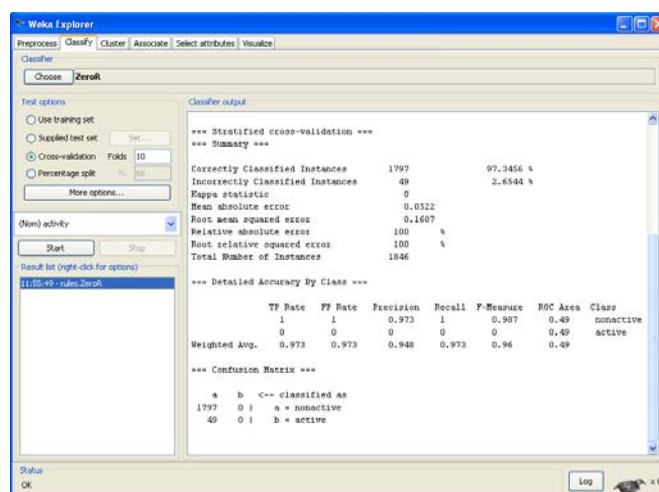 Weka Explorer
Preprocess Classify Cluster Associate Select attributes Visualize
Classifier
Choose ZeroR
Test options
Use training set
Supplied test set Set...
Cross-validation Folds 10
Percentage split % 66
More options...
(Nom) activity
Start Stop
Result list (right-click for options)
11:55:49 - rules.ZeroR
Classifier output
=== Stratified cross-validation ===
=== Summary ===
Correctly Classified Instances 1797 97.3456 %
Incorrectly Classified Instances 49 2.6544 %
Kappa statistic 0
Mean absolute error 0.0522
Root mean squared error 0.1607
Relative absolute error 100 %
Root relative squared error 100 %
Total Number of Instances 1846
=== Detailed Accuracy By Class ===
TP Rate FP Rate Precision Recall F-Measure ROC Area Class
1 1 0.973 1 0.987 0.49 nonactive
0 0 0 0 0 0.49 active
Weighted Avg. 0.973 0.973 0.948 0.973 0.96 0.49
=== Confusion Matrix ===
a b <-- classified as
1797 0 | a = nonactive
49 0 | b = active
Status
OK
Log
x 0